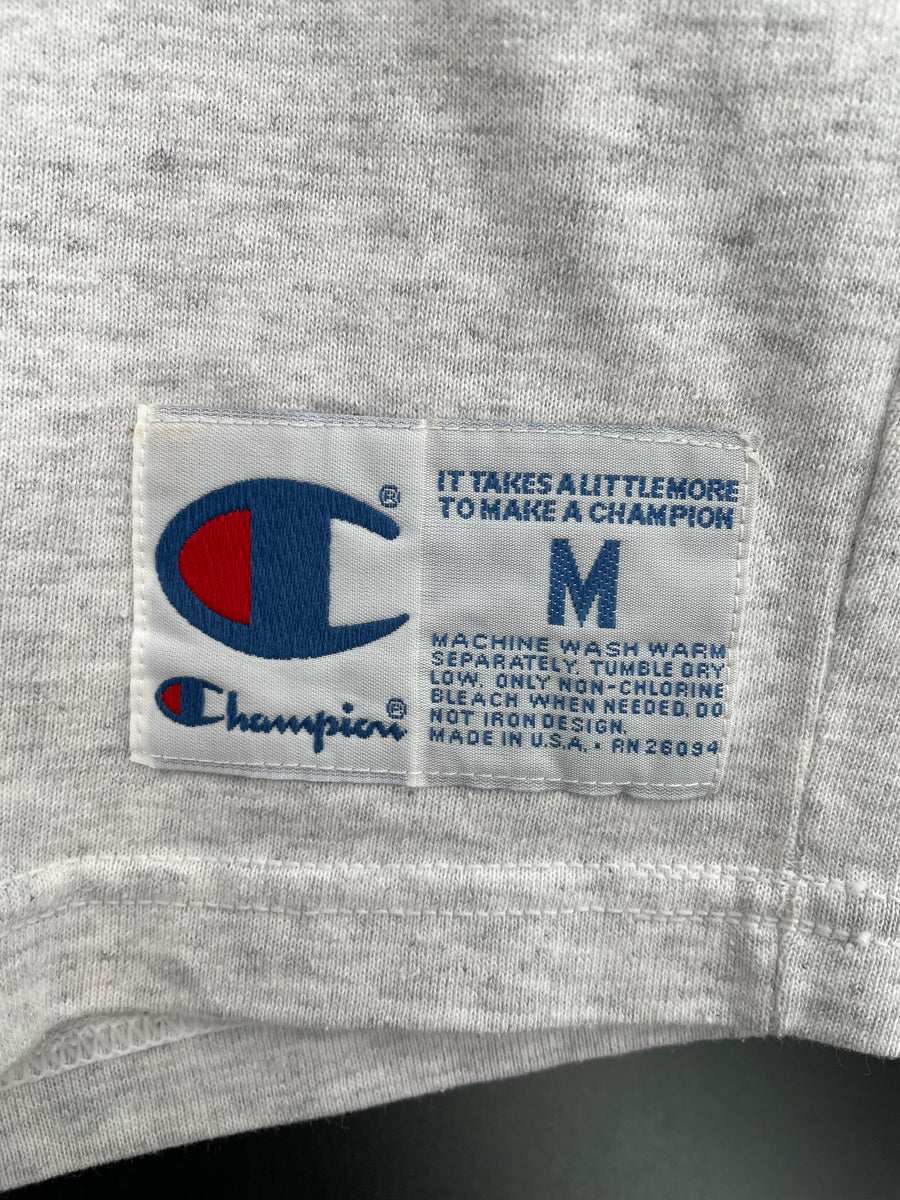 ®
Champion®
IT TAKES A LITTLE MORE
TO MAKE A CHAMPION
M
MACHINE WASH WARM
SEPARATELY, TUMBLE DRY
LOW, ONLY NON-CHLORINE
BLEACH WHEN NEEDED. DO
NOT IRON DESIGN.
MADE IN U.S.A. • RN 26094